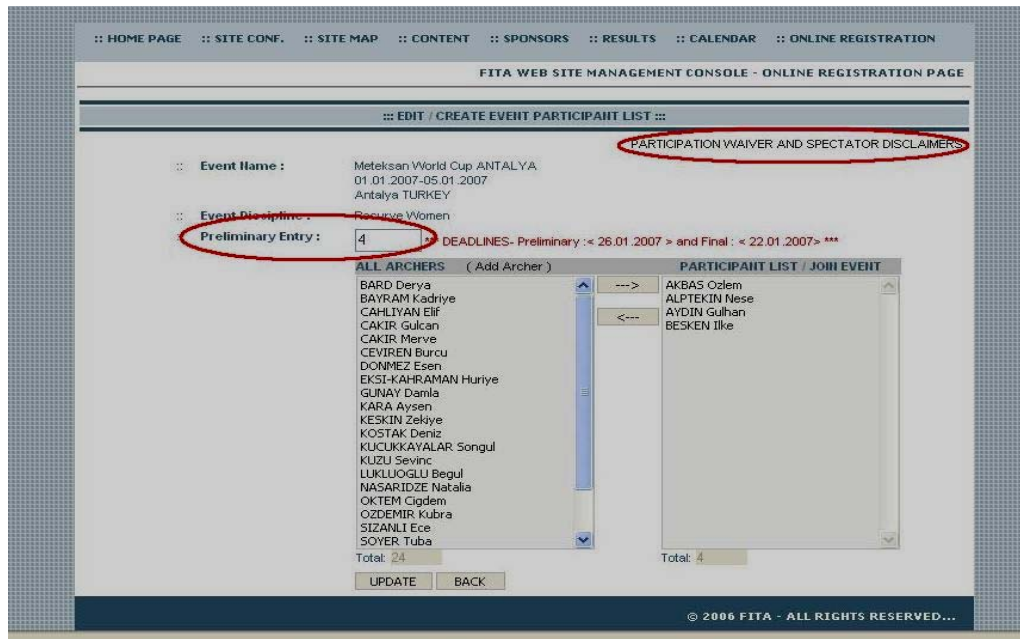 :: HOME PAGE :: SITE CONF. :: SITE MAP :: CONTENT :: SPONSORS :: RESULTS :: CALENDAR :: ONLINE REGISTRATION
FITA WEB SITE MANAGEMENT CONSOLE - ONLINE REGISTRATION PAGE
::: EDIT / CREATE EVENT PARTICIPANT LIST :::
PARTICIPATION WAIVER AND SPECTATOR DISCLAIMERS
:: Event Name : Meteksan World Cup ANTALYA
01.01.2007-05.01.2007
Antalya TURKEY
:: Event Discipline : Recurve Women
:: Preliminary Entry : 4 *** DEADLINES- Preliminary :< 26.01.2007 > and Final : < 22.01.2007> ***
ALL ARCHERS ( Add Archer ) PARTICIPANT LIST / JOIN EVENT
BARD Derya ---> AKBAS Ozlem
BAYRAM Kadriye ALPTEKIN Nese
CAHLIYAN Elif <--- AYDIN Gulhan
CAKIR Gulcan BESKEN Ilke
CAKIR Merve
CEVIREN Burcu
DONMEZ Esen
EKSI-KAHRAMAN Huriye
GUNAY Damla
KARA Aysen
KESKIN Zekiye
KOSTAK Deniz
KUCUKKAYALAR Songul
KUZU Sevinc
LUKLUOGLU Begul
NASARIDZE Natalia
OKTEM Cigdem
OZDEMIR Kubra
SIZANLI Ece
SOYER Tuba
Total: 24 Total: 4
UPDATE BACK
© 2006 FITA - ALL RIGHTS RESERVED...